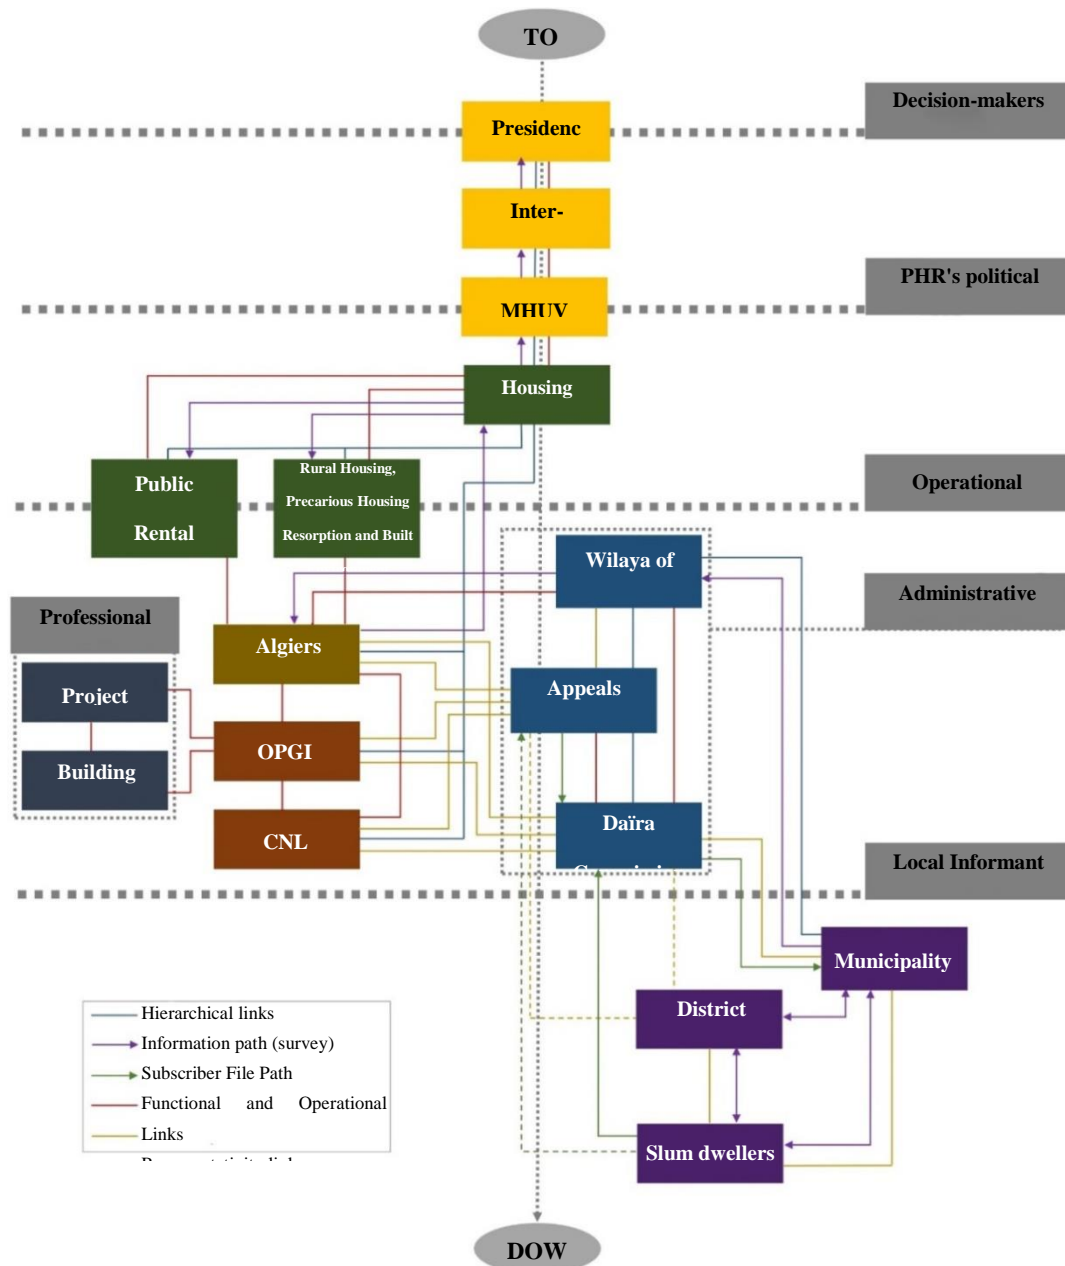 TO
Decision-makers
Presidenc
Inter-
PHR's political
MHUV
Housing
Public
Rental
Rural Housing,
Precarious Housing
Resorption and Built
Operational
Wilaya of
Administrative
Professional
Algiers
Project
Appeals
OPGI
Building
CNL
Daïra
Local Informant
Municipality
District
Slum dwellers
Hierarchical links
Information path (survey)
Subscriber File Path
Functional and Operational
Links
DOW